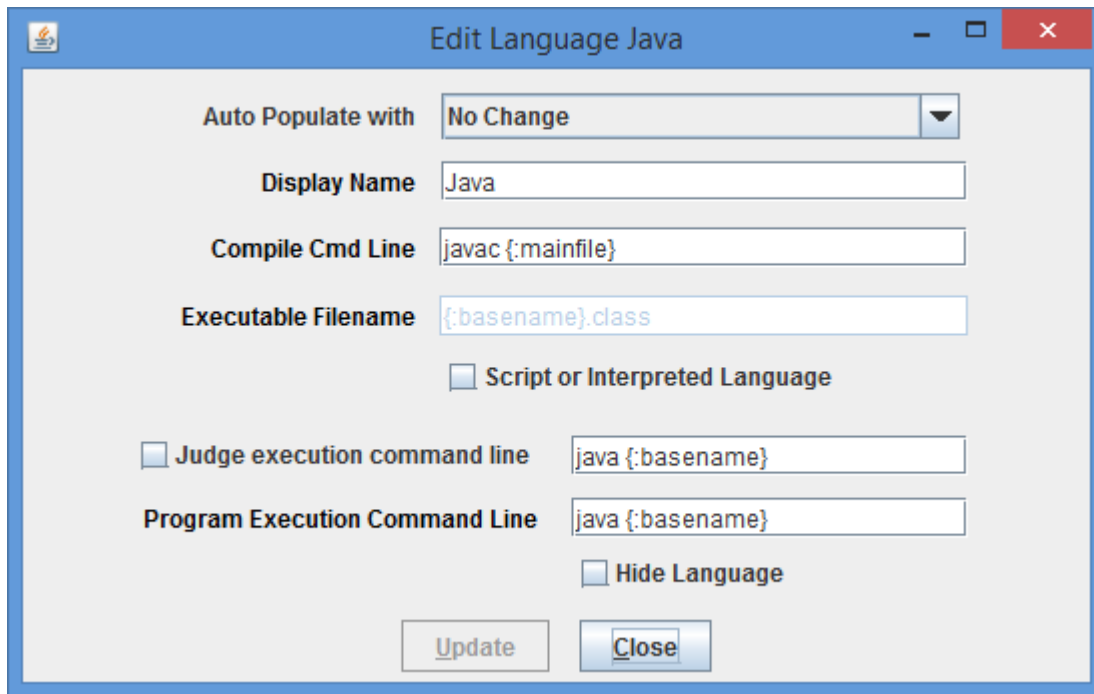 Edit Language Java
Auto Populate with No Change
Display Name Java
Compile Cmd Line javac {:mainfile}
Executable Filename {:basename}.class
Script or Interpreted Language
Judge execution command line java {:basename}
Program Execution Command Line java {:basename}
Hide Language
Update Close